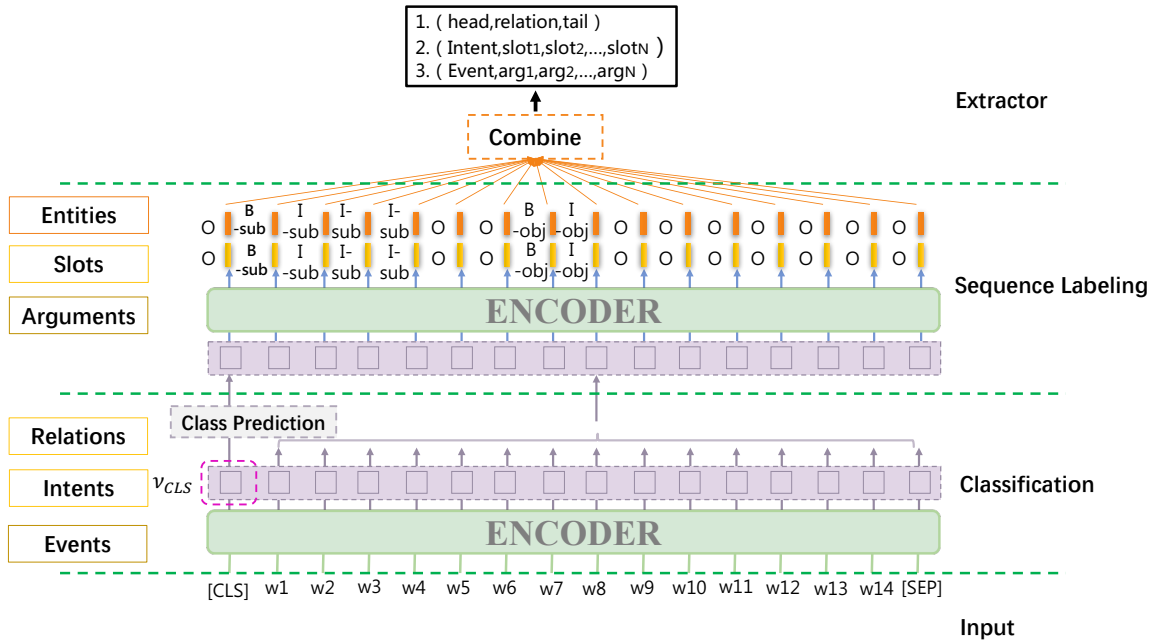 1. ( head,relation,tail )
2. ( Intent,slot1,slot2,...,slotN )
3. ( Event,arg1,arg2,...,argN )
Extractor
Combine
Entities
O B-sub I-sub I-sub I-sub O O B-obj I-obj O O O O O O O
Slots
O B-sub I-sub I-sub I-sub O O B-obj I-obj O O O O O O O
Sequence Labeling
Arguments
ENCODER
Class Prediction
Relations
Intents
νCLS
Classification
Events
ENCODER
[CLS] w1 w2 w3 w4 w5 w6 w7 w8 w9 w10 w11 w12 w13 w14 [SEP]
Input